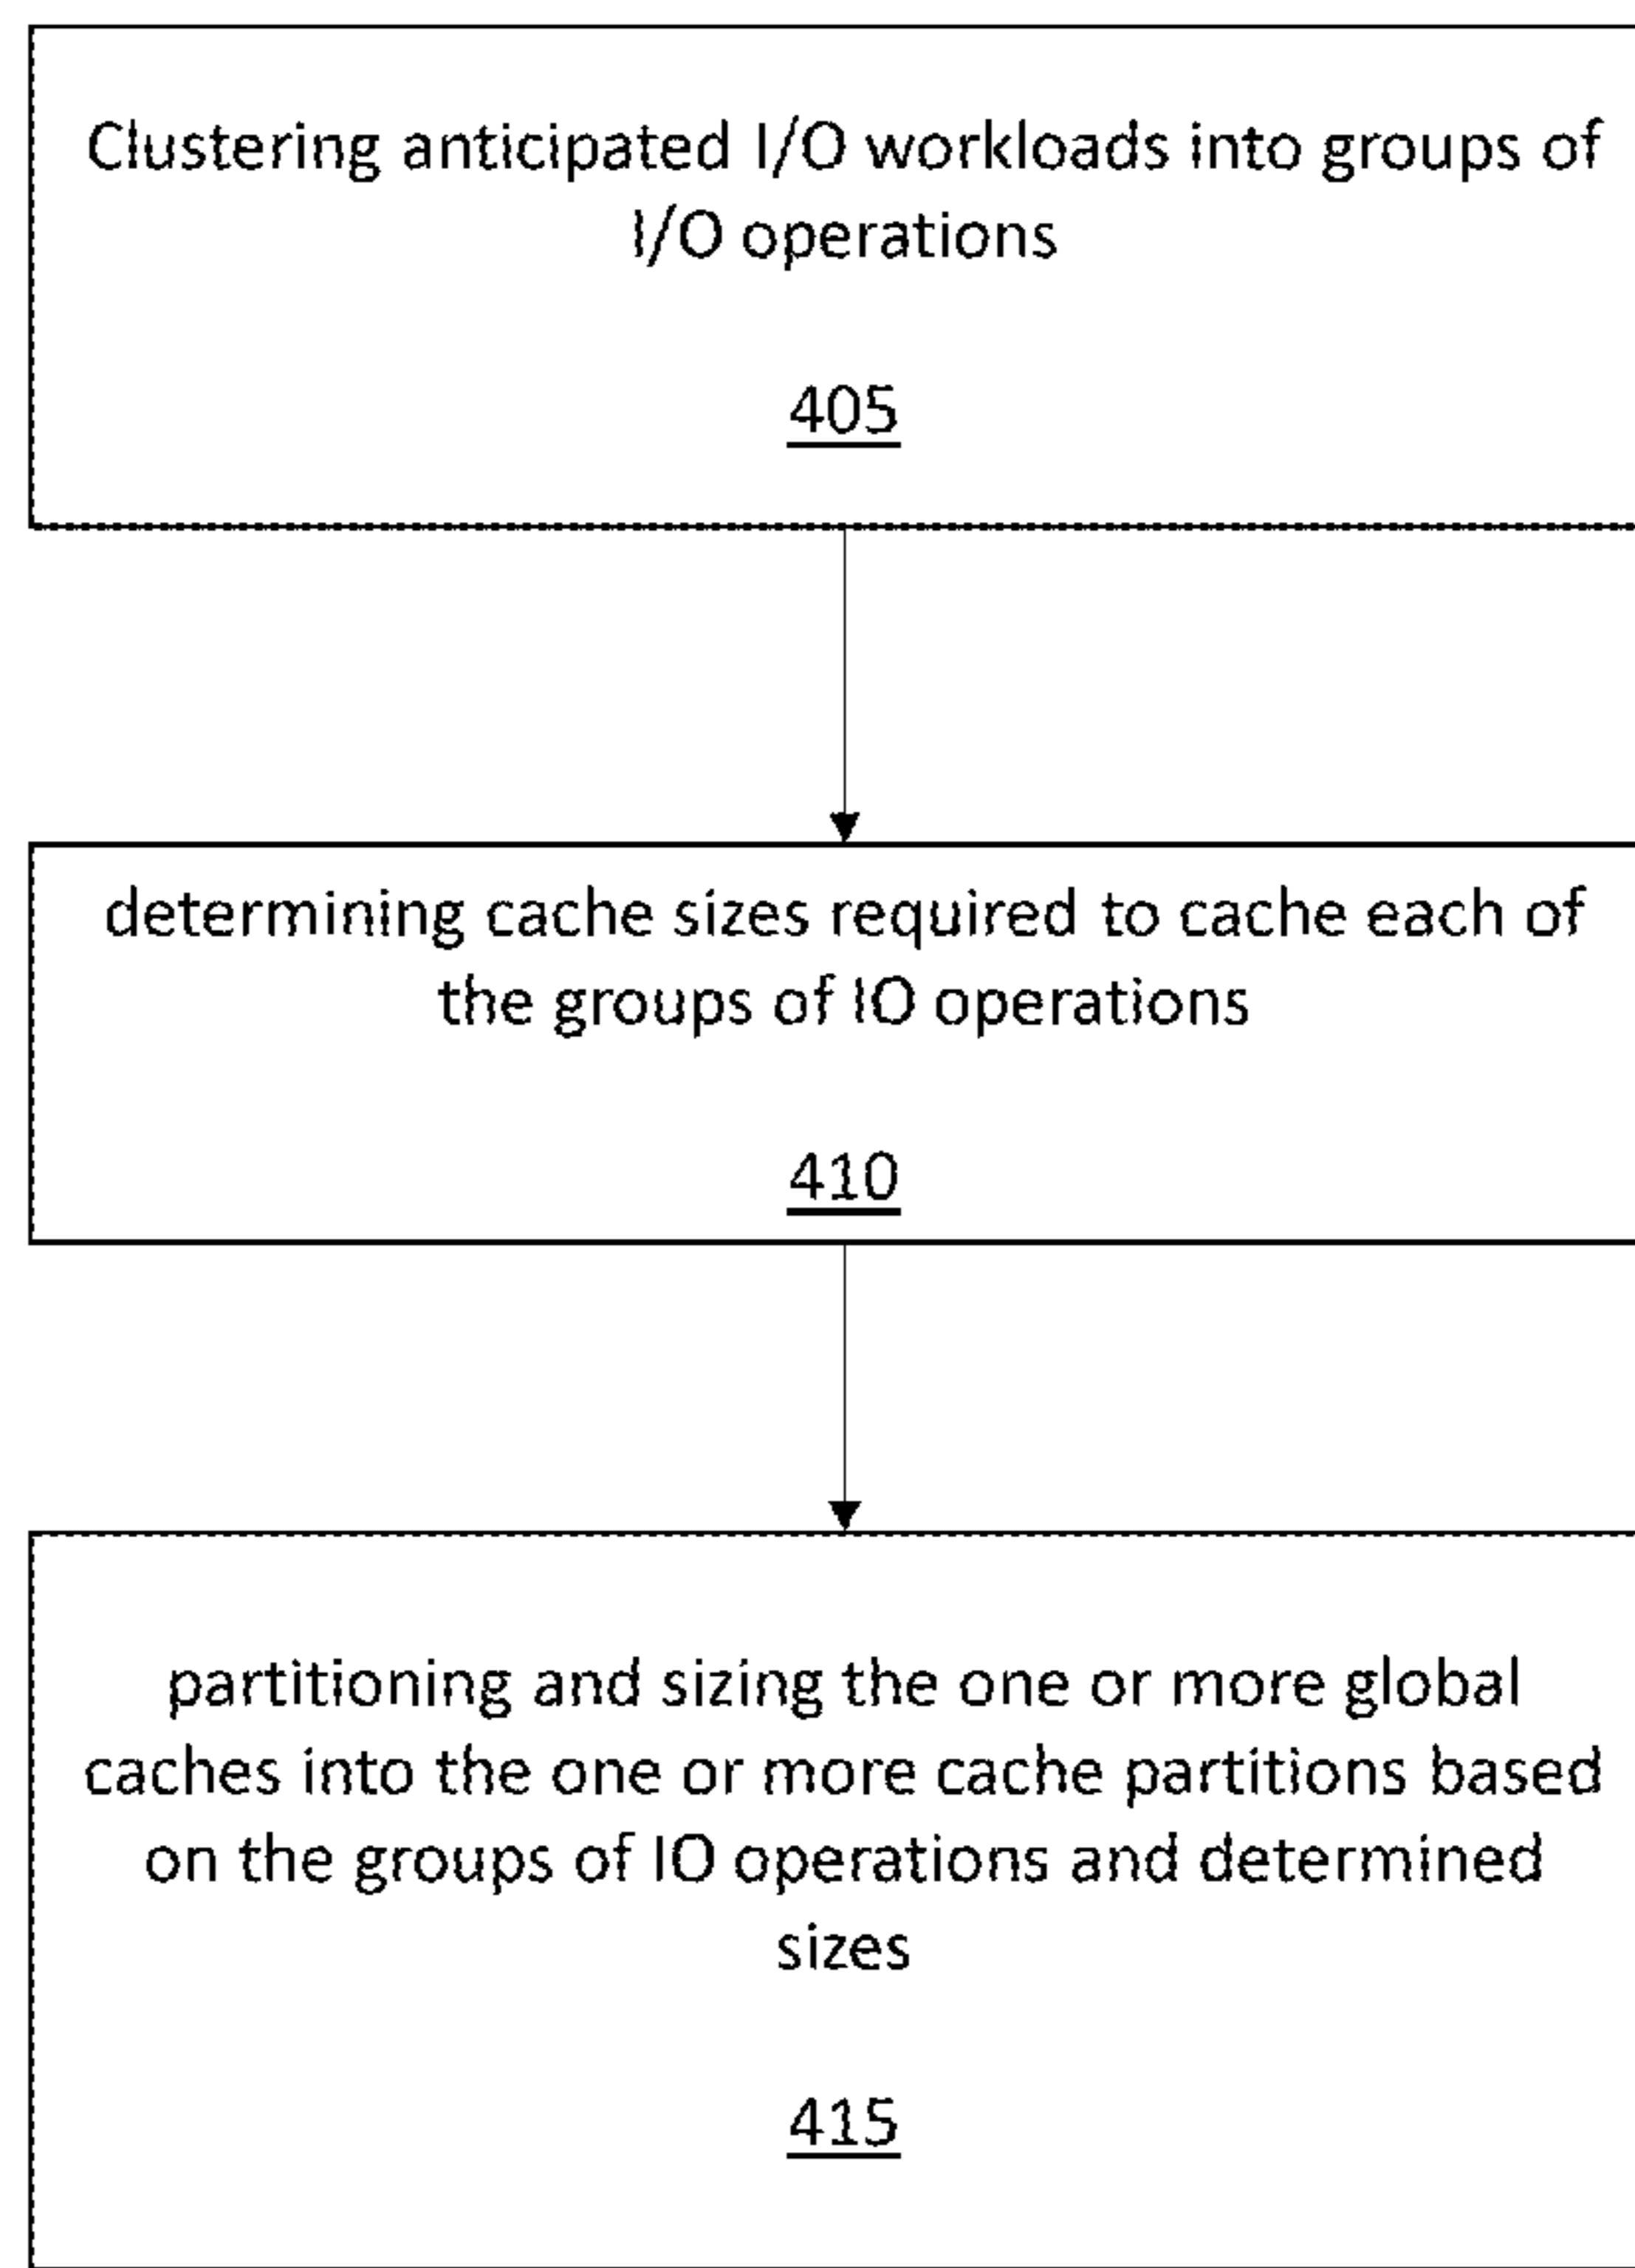 Clustering anticipated I/O workloads into groups of
I/O operations
405
determining cache sizes required to cache each of
the groups of IO operations
410
partitioning and sizing the one or more global
caches into the one or more cache partitions based
on the groups of IO operations and determined
sizes
415